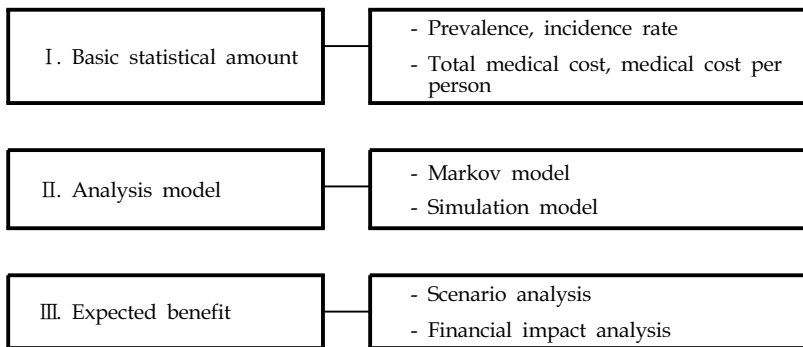 Ⅰ. Basic statistical amount
- Prevalence, incidence rate
- Total medical cost, medical cost per
person
Ⅱ. Analysis model
- Markov model
- Simulation model
Ⅲ. Expected benefit
- Scenario analysis
- Financial impact analysis